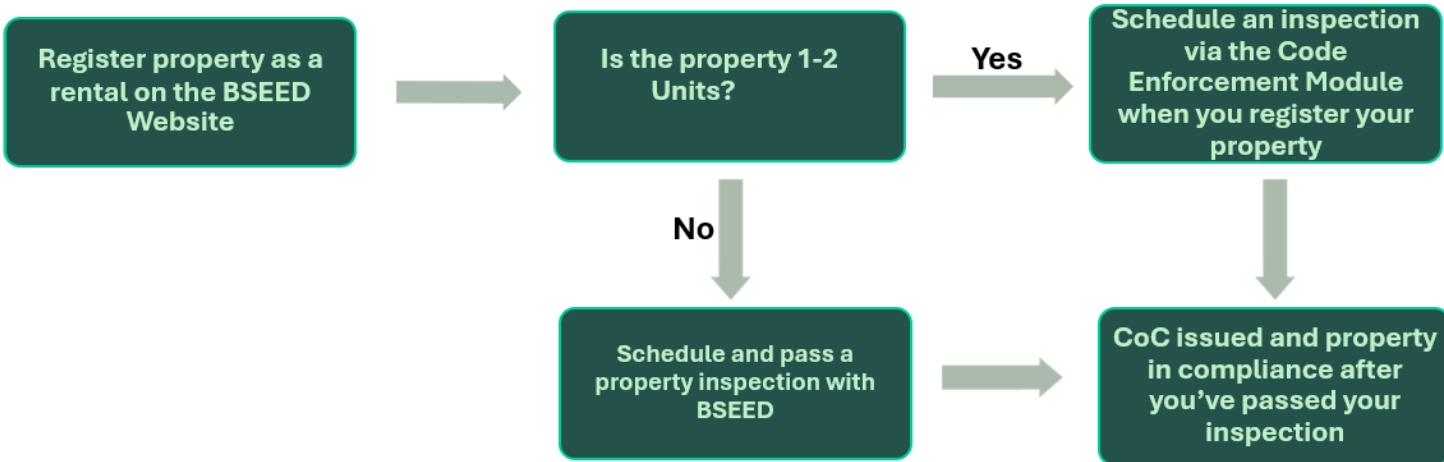 Register property as a
rental on the BSEED
Website
Is the property 1-2
Units?
Yes
Schedule an inspection
via the Code
Enforcement Module
when you register your
property
No
Schedule and pass a
property inspection with
BSEED
CoC issued and property
in compliance after
you’ve passed your
inspection